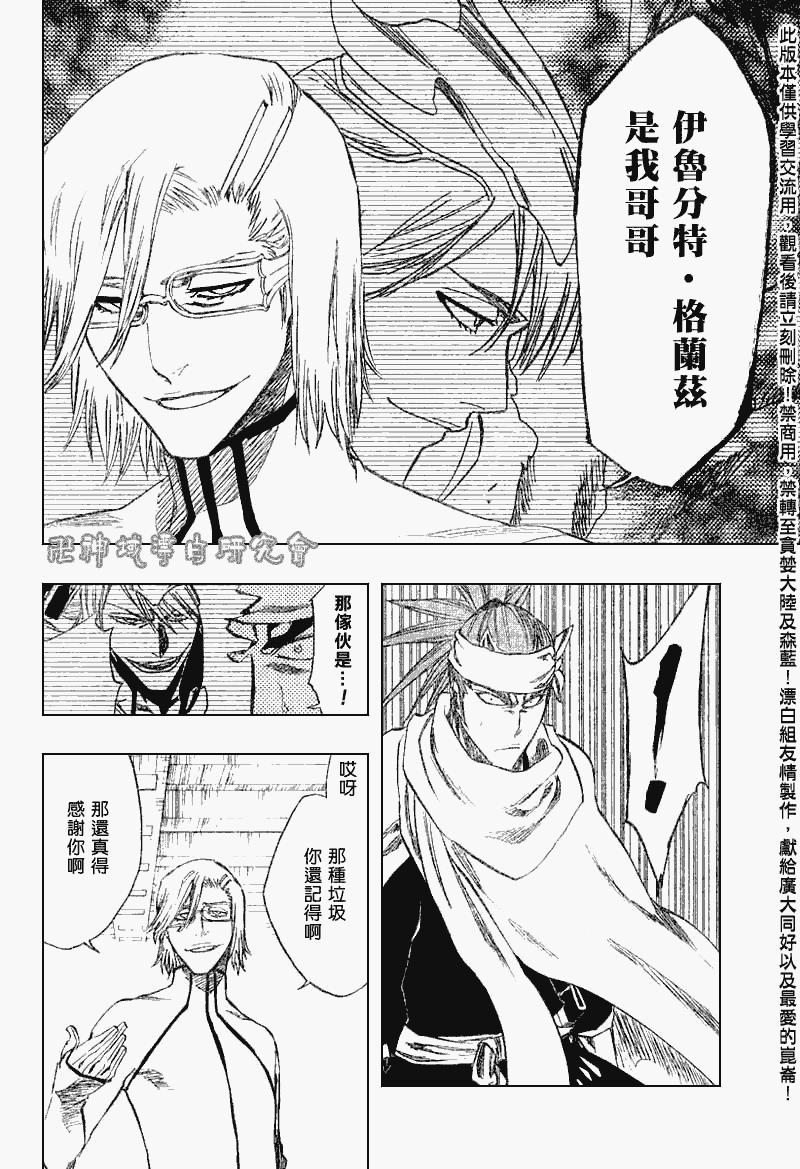 伊魯分特・格蘭茲
是我哥哥
!
那傢伙是…!
哎呀
那種垃圾
你還記得啊
那還真得
感謝你啊
此版本僅供學習交流用，觀看後請立刻刪除!禁商用，禁轉至貪婪大陸及森藍!漂白組友情製作，獻給廣大同好以及最愛的崑崙!